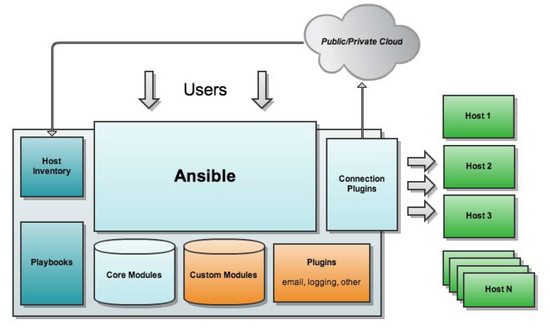 Public/Private Cloud
Users
Host
Inventory
Ansible
Connection
Plugins
Host 1
Host 2
Host 3
Host N
Playbooks
Core Modules
Custom Modules
Plugins
email, logging, other